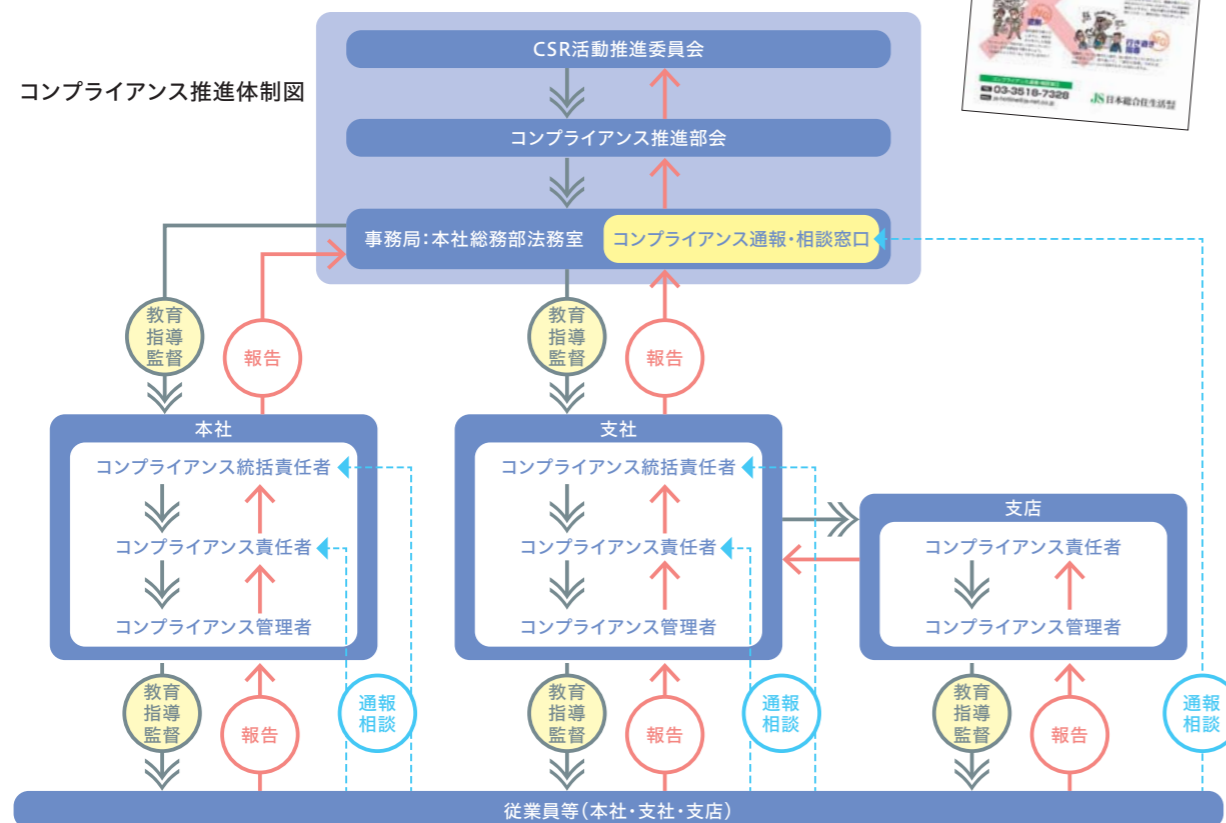 コンプライアンス推進体制図
CSR活動推進委員会
コンプライアンス推進部会
事務局：本社総務部法務室
コンプライアンス通報・相談窓口
教育
指導
監督
報告
教育
指導
監督
報告
本社
コンプライアンス統括責任者
コンプライアンス責任者
コンプライアンス管理者
支社
コンプライアンス統括責任者
コンプライアンス責任者
コンプライアンス管理者
支店
コンプライアンス責任者
コンプライアンス管理者
教育
指導
監督
報告
通報
相談
教育
指導
監督
報告
通報
相談
教育
指導
監督
報告
通報
相談
従業員等（本社・支社・支店）
行き過ぎ
指導
03-3518-7328
JS 日本総合住生活